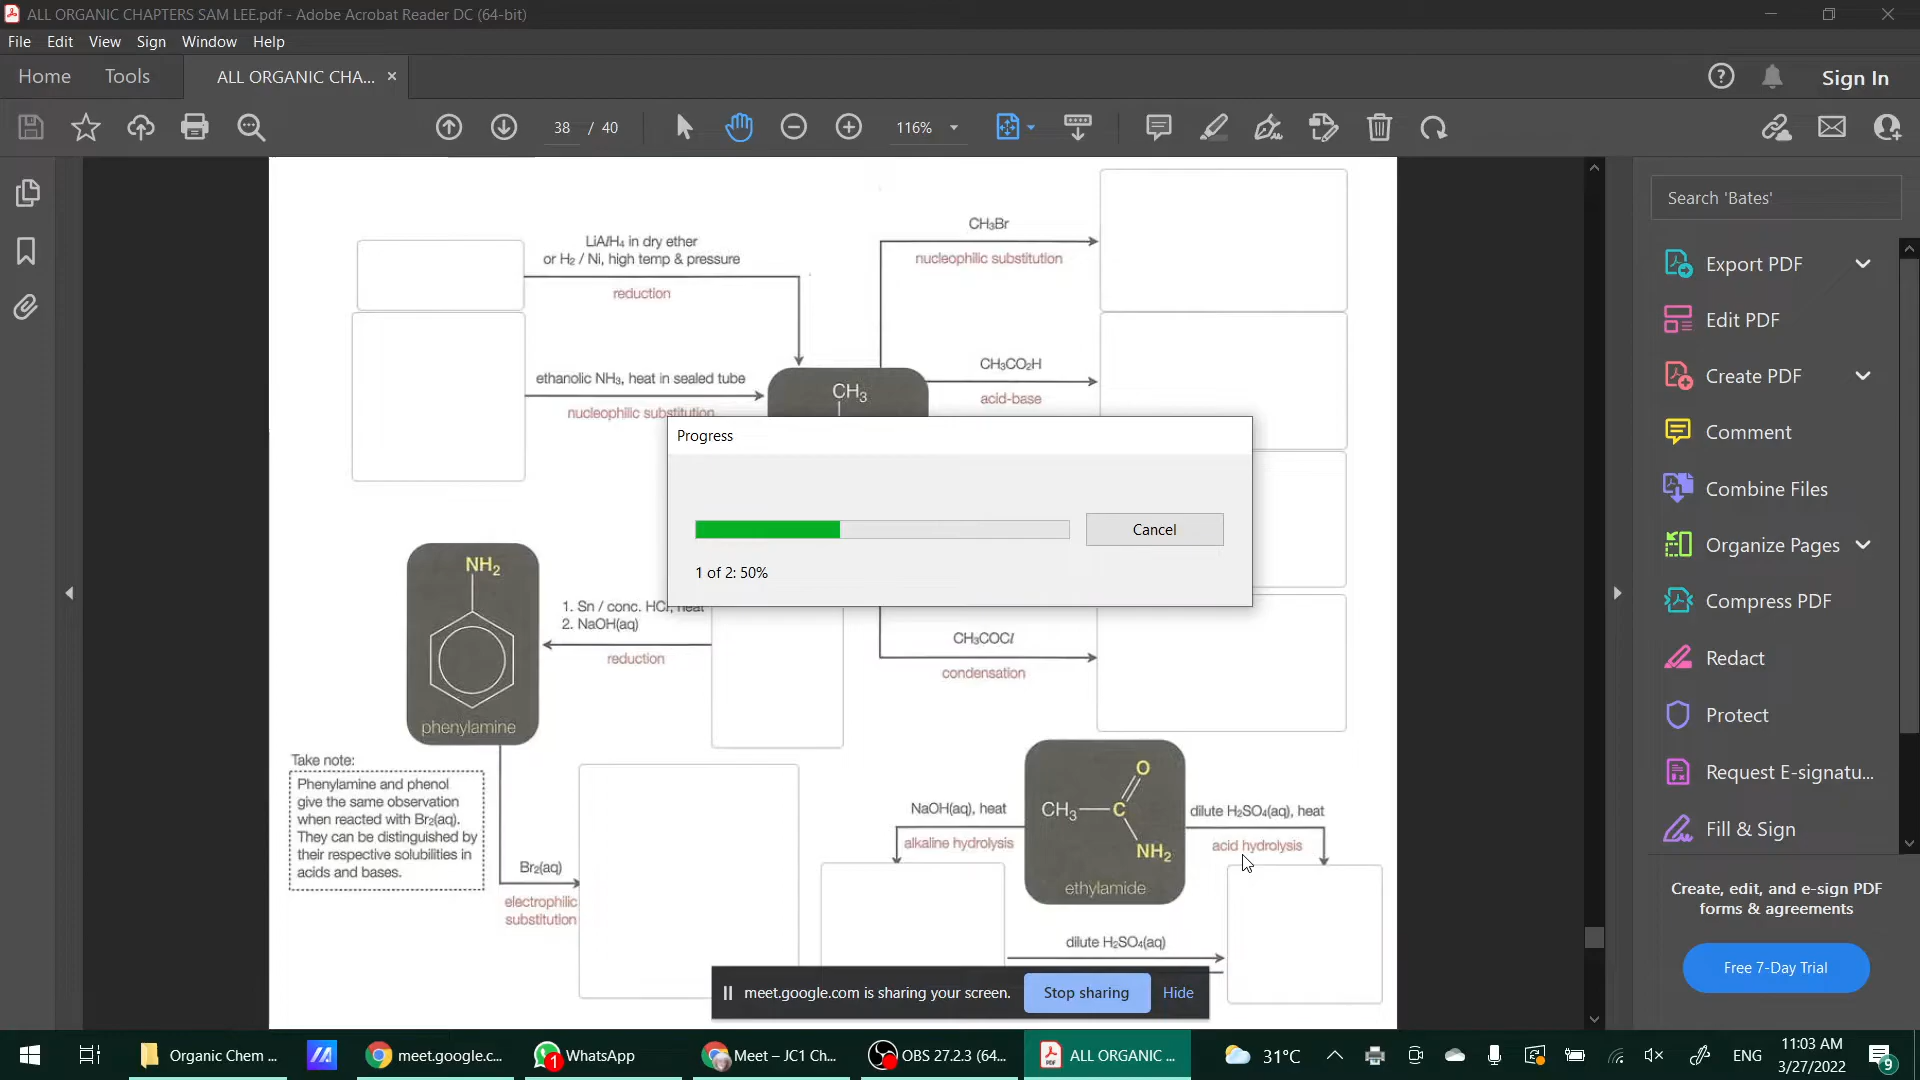 ALL ORGANIC CHAPTERS SAM LEE.pdf - Adobe Acrobat Reader DC (64-bit)
File Edit View Sign Window Help
Home Tools ALL ORGANIC CHA... × Sign In
38 / 40 116%
Search 'Bates'
Export PDF
Edit PDF
Create PDF
Comment
Combine Files
Organize Pages
Compress PDF
Redact
Protect
Request E-signatu...
Fill & Sign
Create, edit, and e-sign PDF
forms & agreements
Free 7-Day Trial
LiAlH₄ in dry ether
or H₂ / Ni, high temp & pressure
reduction
CH₃Br
nucleophilic substitution
ethanolic NH₃, heat in sealed tube
nucleophilic substitution
CH₃
CH₃CO₂H
acid-base
Progress
Cancel
1 of 2: 50%
NH₂
phenylamine
1. Sn / conc. HCl, heat
2. NaOH(aq)
reduction
CH₃COCl
condensation
Take note:
Phenylamine and phenol
give the same observation
when reacted with Br₂(aq).
They can be distinguished by
their respective solubilities in
acids and bases.
Br₂(aq)
electrophilic
substitution
NaOH(aq), heat
alkaline hydrolysis
O
CH₃ C
NH₂
ethylamide
dilute H₂SO₄(aq), heat
acid hydrolysis
dilute H₂SO₄(aq)
meet.google.com is sharing your screen. Stop sharing Hide
Organic Chem ... meet.google.c... 1 WhatsApp Meet – JC1 Ch... OBS 27.2.3 (64... ALL ORGANIC ... 31°C ENG 11:03 AM
3/27/2022 9